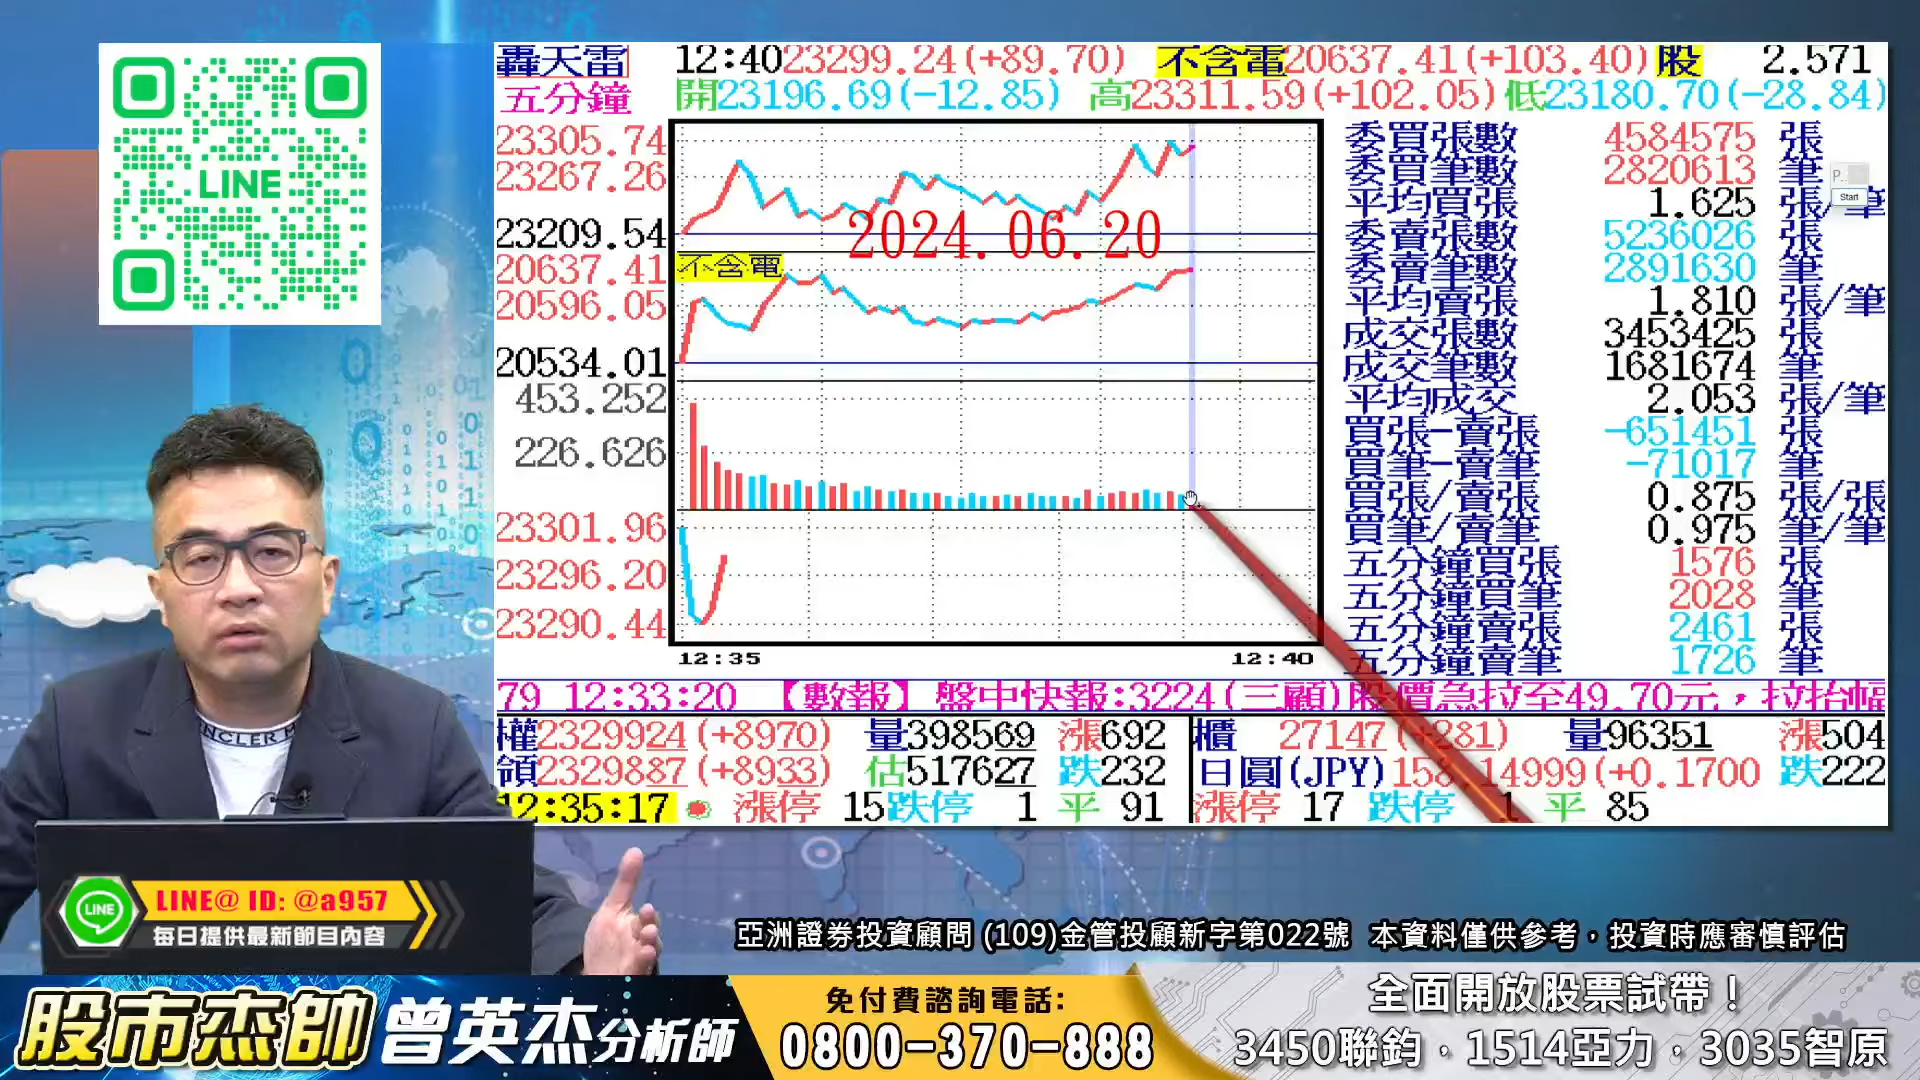 LINE
轟天雷 12:40 23299.24(+89.70) 不含電20637.41(+103.40)股 2.571
五分鐘 開23196.69(-12.85) 高23311.59(+102.05)低23180.70(-28.84)
23305.74
23267.26
23209.54
2024.06.20
20637.41 不含電
20596.05
20534.01
453.252
226.626
23301.96
23296.20
23290.44
12:35 12:40
委買張數 4584575 張
委買筆數 2820613 筆
平均買張 1.625 張/筆
委賣張數 5236026 張
委賣筆數 2891630 筆
平均賣張 1.810 張/筆
成交張數 3453425 張
成交筆數 1681674 筆
平均成交 2.053 張/筆
買張-賣張 -651451 張
買筆-賣筆 -71017 筆
買張/賣張 0.875 張/張
買筆/賣筆 0.975 筆/筆
五分鐘買張 1576 張
五分鐘買筆 2028 筆
五分鐘賣張 2461 張
五分鐘賣筆 1726 筆
P..
Start
79 12:33:20 【數報】盤中快報:3224(三顧)股價急拉至49.70元，拉抬幅
權2329924(+8970) 量398569 漲692 櫃 27147(+281) 量96351 漲504
領2329887(+8933) 估517627 跌232 日圓(JPY)158.14999(+0.1700 跌222
12:35:17 漲停 15跌停 1 平 91 漲停 17 跌停 1 平 85
LINE
LINE@ ID: @a957
每日提供最新節目內容
亞洲證券投資顧問 (109)金管投顧新字第022號 本資料僅供參考，投資時應審慎評估
股市杰帥 曾英杰分析師
免付費諮詢電話:
0800-370-888
全面開放股票試帶！
3450聯鈞，1514亞力，3035智原